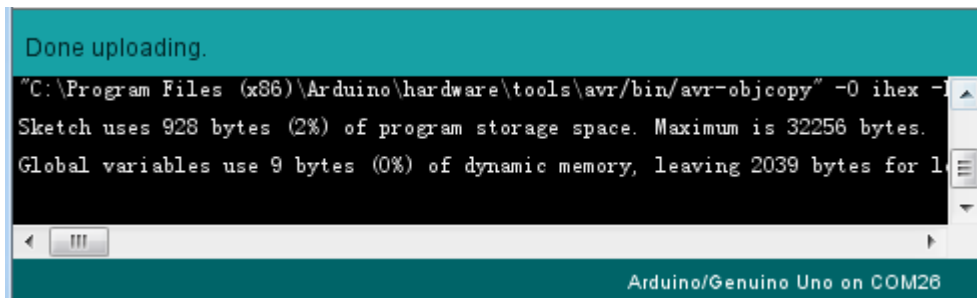 Done uploading.
"C:\Program Files (x86)\Arduino\hardware\tools\avr/bin/avr-objcopy" -O ihex
Sketch uses 928 bytes (2%) of program storage space. Maximum is 32256 bytes.
Global variables use 9 bytes (0%) of dynamic memory, leaving 2039 bytes for
Arduino/Genuino Uno on COM26